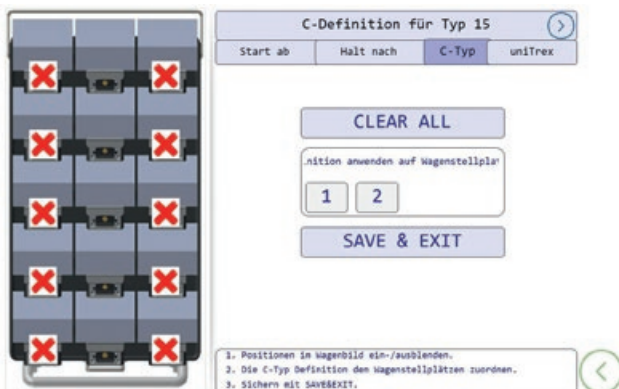 C-Definition für Typ 15
Start ab Halt nach C-Typ uniTrex
CLEAR ALL
nition anwenden auf Wagenstellpla
1 2
SAVE & EXIT
1. Positionen im Wagenbild ein-/ausblenden.
2. Die C-Typ Definition den Wagenstellplätzen zuordnen.
3. Sichern mit SAVE&EXIT.